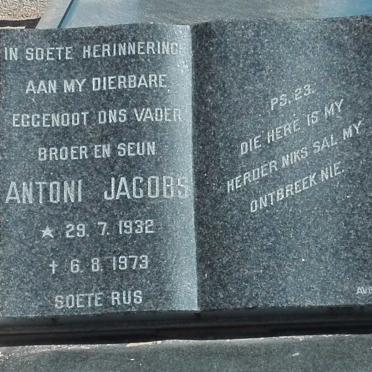 IN SOETE HERINNERING
AAN MY DIERBARE,
EGGENOOT ONS VADER
BROER EN SEUN
ANTONI JACOBS
★ 29. 7. 1932
† 6. 8. 1973
SOETE RUS
PS. 23.
DIE HERE IS MY
HERDER NIKS SAL MY
ONTBREEK NIE.